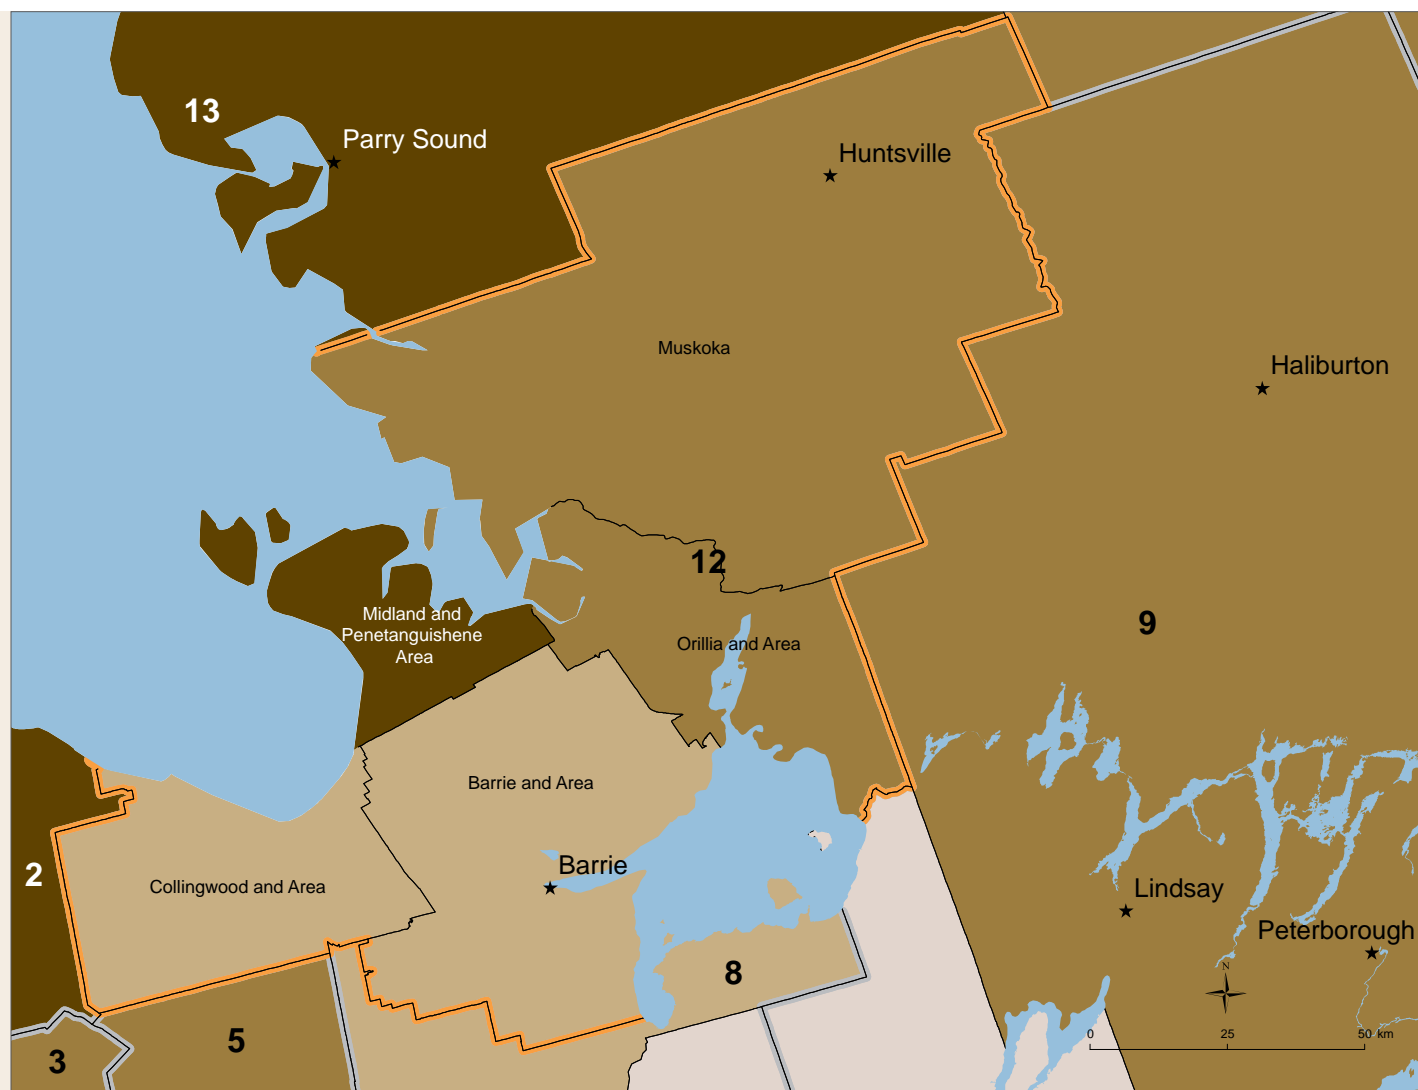 13
Parry Sound
Huntsville
Muskoka
Haliburton
12
Midland and
Penetanguishene
Area
Orillia and Area
9
Barrie and Area
2
Collingwood and Area
Barrie
Lindsay
Peterborough
8
N
5
3
0 25 50 km